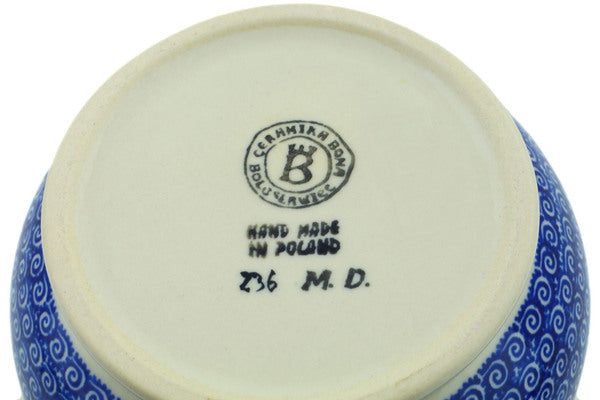 CERAMIKA BONA
B
BOLESŁAWIEC
HAND MADE
IN POLAND
236 M.D.